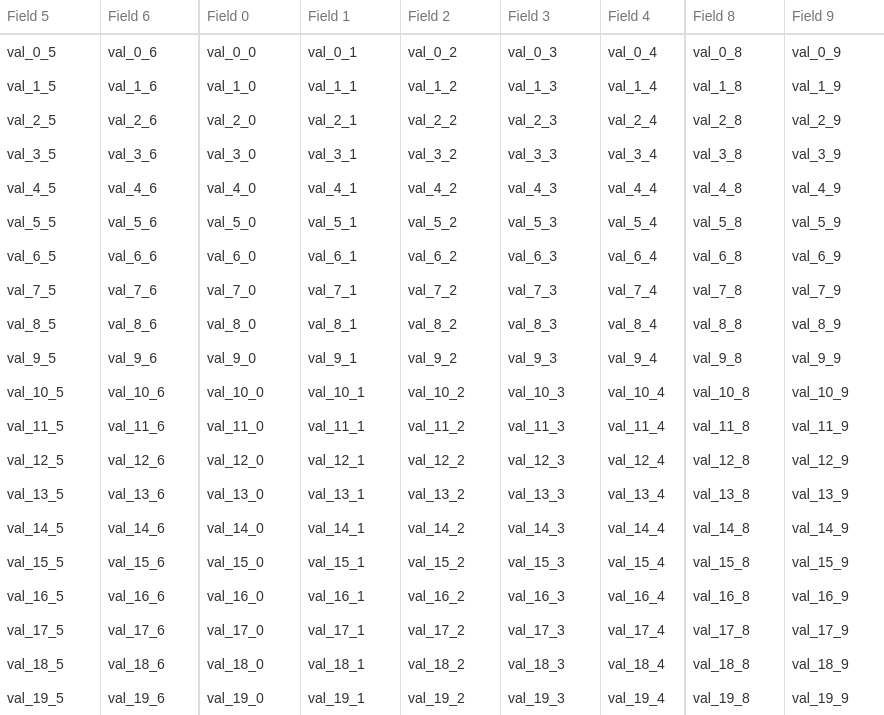 Field 5 Field 6 Field 0 Field 1 Field 2 Field 3 Field 4 Field 8 Field 9
val_0_5 val_0_6 val_0_0 val_0_1 val_0_2 val_0_3 val_0_4 val_0_8 val_0_9
val_1_5 val_1_6 val_1_0 val_1_1 val_1_2 val_1_3 val_1_4 val_1_8 val_1_9
val_2_5 val_2_6 val_2_0 val_2_1 val_2_2 val_2_3 val_2_4 val_2_8 val_2_9
val_3_5 val_3_6 val_3_0 val_3_1 val_3_2 val_3_3 val_3_4 val_3_8 val_3_9
val_4_5 val_4_6 val_4_0 val_4_1 val_4_2 val_4_3 val_4_4 val_4_8 val_4_9
val_5_5 val_5_6 val_5_0 val_5_1 val_5_2 val_5_3 val_5_4 val_5_8 val_5_9
val_6_5 val_6_6 val_6_0 val_6_1 val_6_2 val_6_3 val_6_4 val_6_8 val_6_9
val_7_5 val_7_6 val_7_0 val_7_1 val_7_2 val_7_3 val_7_4 val_7_8 val_7_9
val_8_5 val_8_6 val_8_0 val_8_1 val_8_2 val_8_3 val_8_4 val_8_8 val_8_9
val_9_5 val_9_6 val_9_0 val_9_1 val_9_2 val_9_3 val_9_4 val_9_8 val_9_9
val_10_5 val_10_6 val_10_0 val_10_1 val_10_2 val_10_3 val_10_4 val_10_8 val_10_9
val_11_5 val_11_6 val_11_0 val_11_1 val_11_2 val_11_3 val_11_4 val_11_8 val_11_9
val_12_5 val_12_6 val_12_0 val_12_1 val_12_2 val_12_3 val_12_4 val_12_8 val_12_9
val_13_5 val_13_6 val_13_0 val_13_1 val_13_2 val_13_3 val_13_4 val_13_8 val_13_9
val_14_5 val_14_6 val_14_0 val_14_1 val_14_2 val_14_3 val_14_4 val_14_8 val_14_9
val_15_5 val_15_6 val_15_0 val_15_1 val_15_2 val_15_3 val_15_4 val_15_8 val_15_9
val_16_5 val_16_6 val_16_0 val_16_1 val_16_2 val_16_3 val_16_4 val_16_8 val_16_9
val_17_5 val_17_6 val_17_0 val_17_1 val_17_2 val_17_3 val_17_4 val_17_8 val_17_9
val_18_5 val_18_6 val_18_0 val_18_1 val_18_2 val_18_3 val_18_4 val_18_8 val_18_9
val_19_5 val_19_6 val_19_0 val_19_1 val_19_2 val_19_3 val_19_4 val_19_8 val_19_9